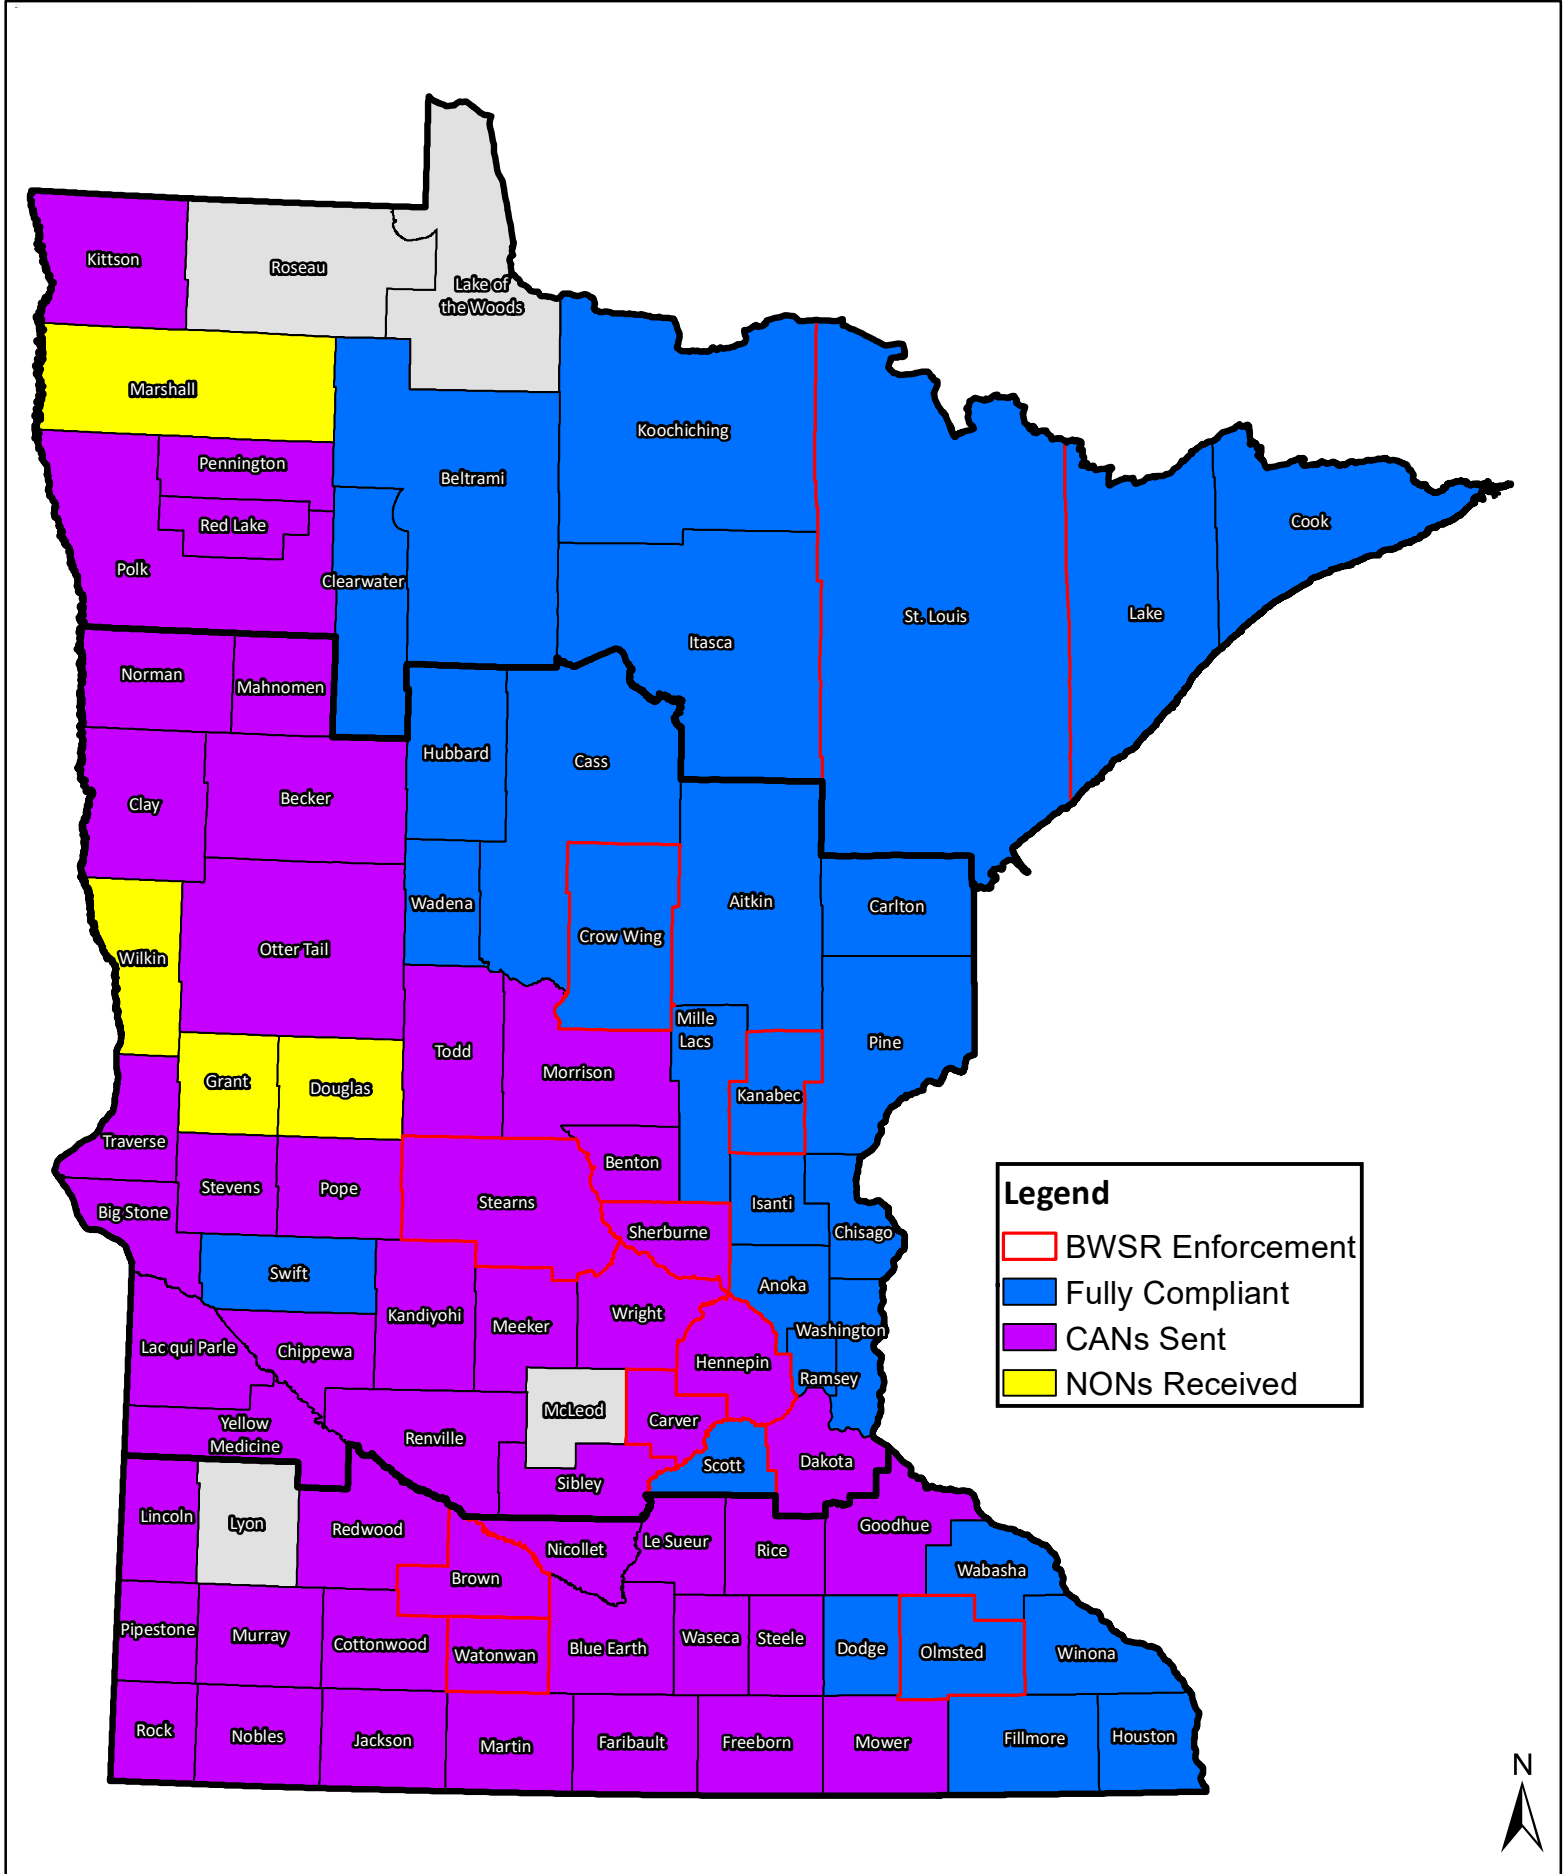 Kittson
Roseau
Lake of
the Woods
Marshall
Koochiching
Pennington
Beltrami
Red Lake
Cook
Polk
Clearwater
St. Louis
Lake
Itasca
Norman
Mahnomen
Hubbard
Cass
Clay
Becker
Wadena
Aitkin
Carlton
Crow Wing
Otter Tail
Wilkin
Mille
Lacs
Pine
Todd
Morrison
Grant
Douglas
Kanabec
Traverse
Benton
Stevens
Pope
Stearns
Isanti
Big Stone
Sherburne
Chisago
Swift
Anoka
Kandiyohi
Wright
Meeker
Washington
Lac qui Parle
Chippewa
Hennepin
Ramsey
McLeod
Carver
Yellow
Medicine
Renville
Scott
Dakota
Sibley
Lincoln
Lyon
Redwood
Goodhue
Le Sueur
Nicollet
Rice
Wabasha
Brown
Pipestone
Murray
Cottonwood
Watonwan
Blue Earth
Waseca
Steele
Dodge
Olmsted
Winona
Rock
Nobles
Jackson
Martin
Faribault
Freeborn
Mower
Fillmore
Houston
Legend
BWSR Enforcement
Fully Compliant
CANs Sent
NONs Received
N